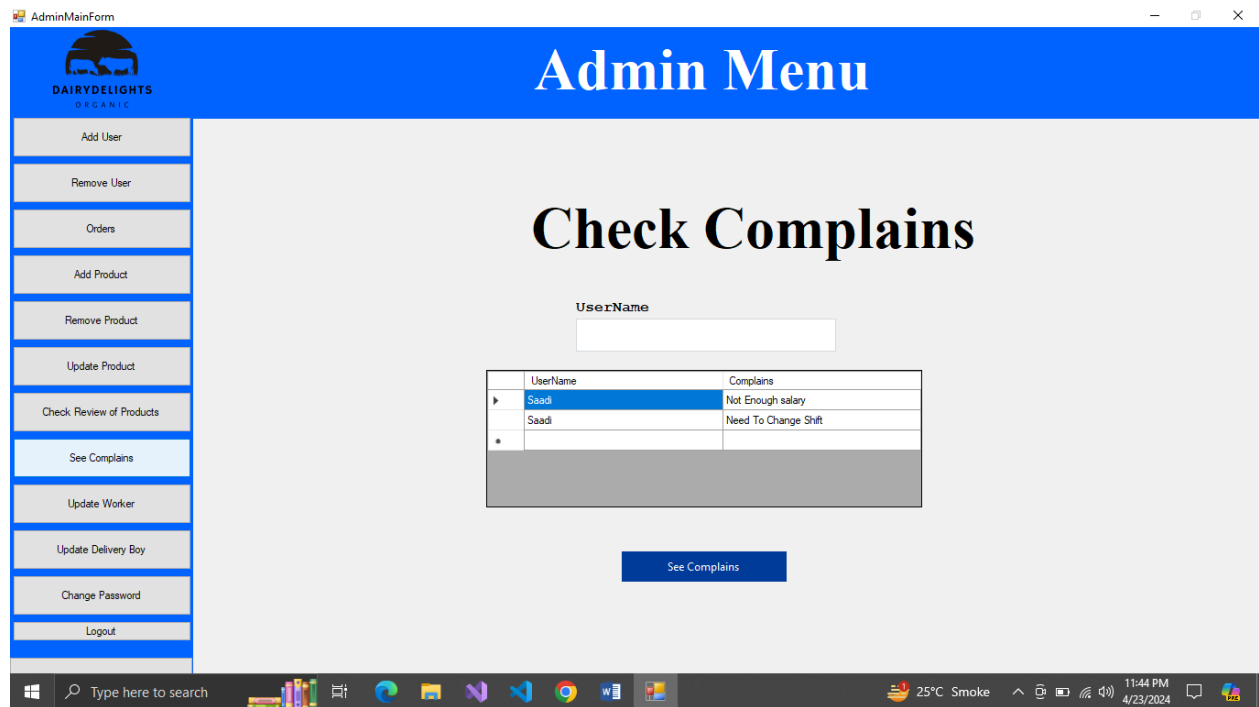 AdminMainForm
DAIRYDELIGHTS
ORGANIC
Admin Menu
Add User
Remove User
Orders
Add Product
Remove Product
Update Product
Check Review of Products
See Complains
Update Worker
Update Delivery Boy
Change Password
Logout
Check Complains
UserName
UserName Complains
Saadi Not Enough salary
Saadi Need To Change Shift
See Complains
Type here to search
25°C Smoke
11:44 PM
4/23/2024